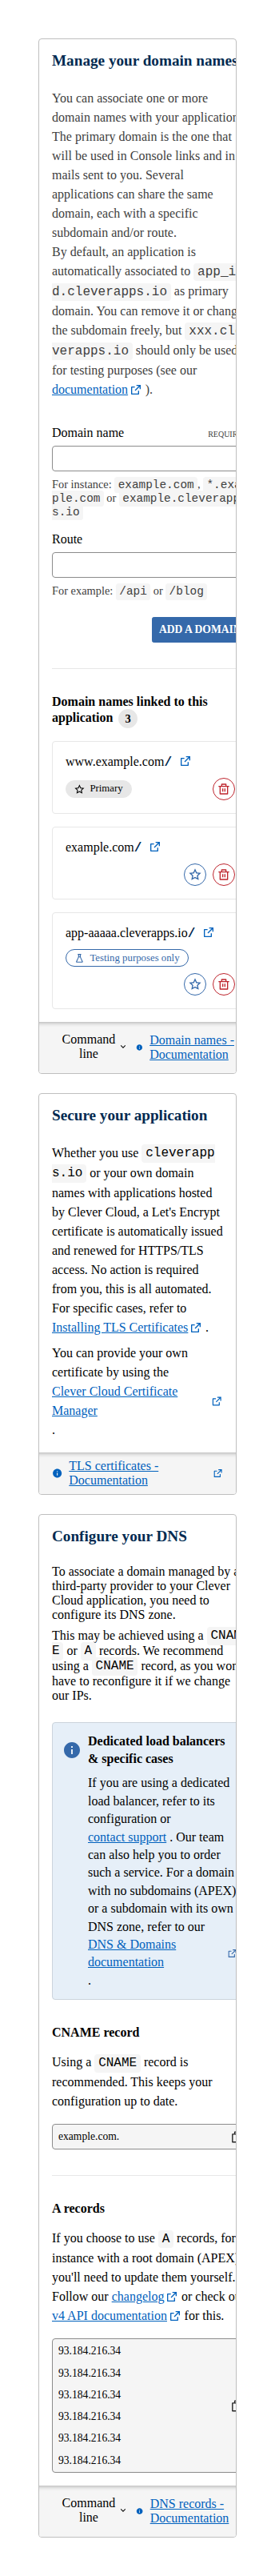 Manage your domain names
You can associate one or more
domain names with your application
The primary domain is the one that
will be used in Console links and in
mails sent to you. Several
applications can share the same
domain, each with a specific
subdomain and/or route.
By default, an application is
automatically associated to app_i
d.cleverapps.io as primary
domain. You can remove it or chang
the subdomain freely, but xxx.cl
verapps.io should only be used
for testing purposes (see our
documentation ).
Domain name REQUIR
For instance: example.com, *.exa
ple.com or example.cleverapp
s.io
Route
For example: /api or /blog
ADD A DOMAIN
Domain names linked to this
application 3
www.example.com/
Primary
example.com/
app-aaaaa.cleverapps.io/
Testing purposes only
Command
line
Domain names -
Documentation
Secure your application
Whether you use cleverapp
s.io or your own domain
names with applications hosted
by Clever Cloud, a Let's Encrypt
certificate is automatically issued
and renewed for HTTPS/TLS
access. No action is required
from you, this is all automated.
For specific cases, refer to
Installing TLS Certificates .
You can provide your own
certificate by using the
Clever Cloud Certificate
Manager
.
TLS certificates -
Documentation
Configure your DNS
To associate a domain managed by a
third-party provider to your Clever
Cloud application, you need to
configure its DNS zone.
This may be achieved using a CNAM
E or A records. We recommend
using a CNAME record, as you won
have to reconfigure it if we change
our IPs.
Dedicated load balancers
& specific cases
If you are using a dedicated
load balancer, refer to its
configuration or
contact support . Our team
can also help you to order
such a service. For a domain
with no subdomains (APEX)
or a subdomain with its own
DNS zone, refer to our
DNS & Domains
documentation
.
CNAME record
Using a CNAME record is
recommended. This keeps your
configuration up to date.
example.com.
A records
If you choose to use A records, for
instance with a root domain (APEX)
you'll need to update them yourself.
Follow our changelog or check ou
v4 API documentation for this.
93.184.216.34
93.184.216.34
93.184.216.34
93.184.216.34
93.184.216.34
93.184.216.34
Command
line
DNS records -
Documentation